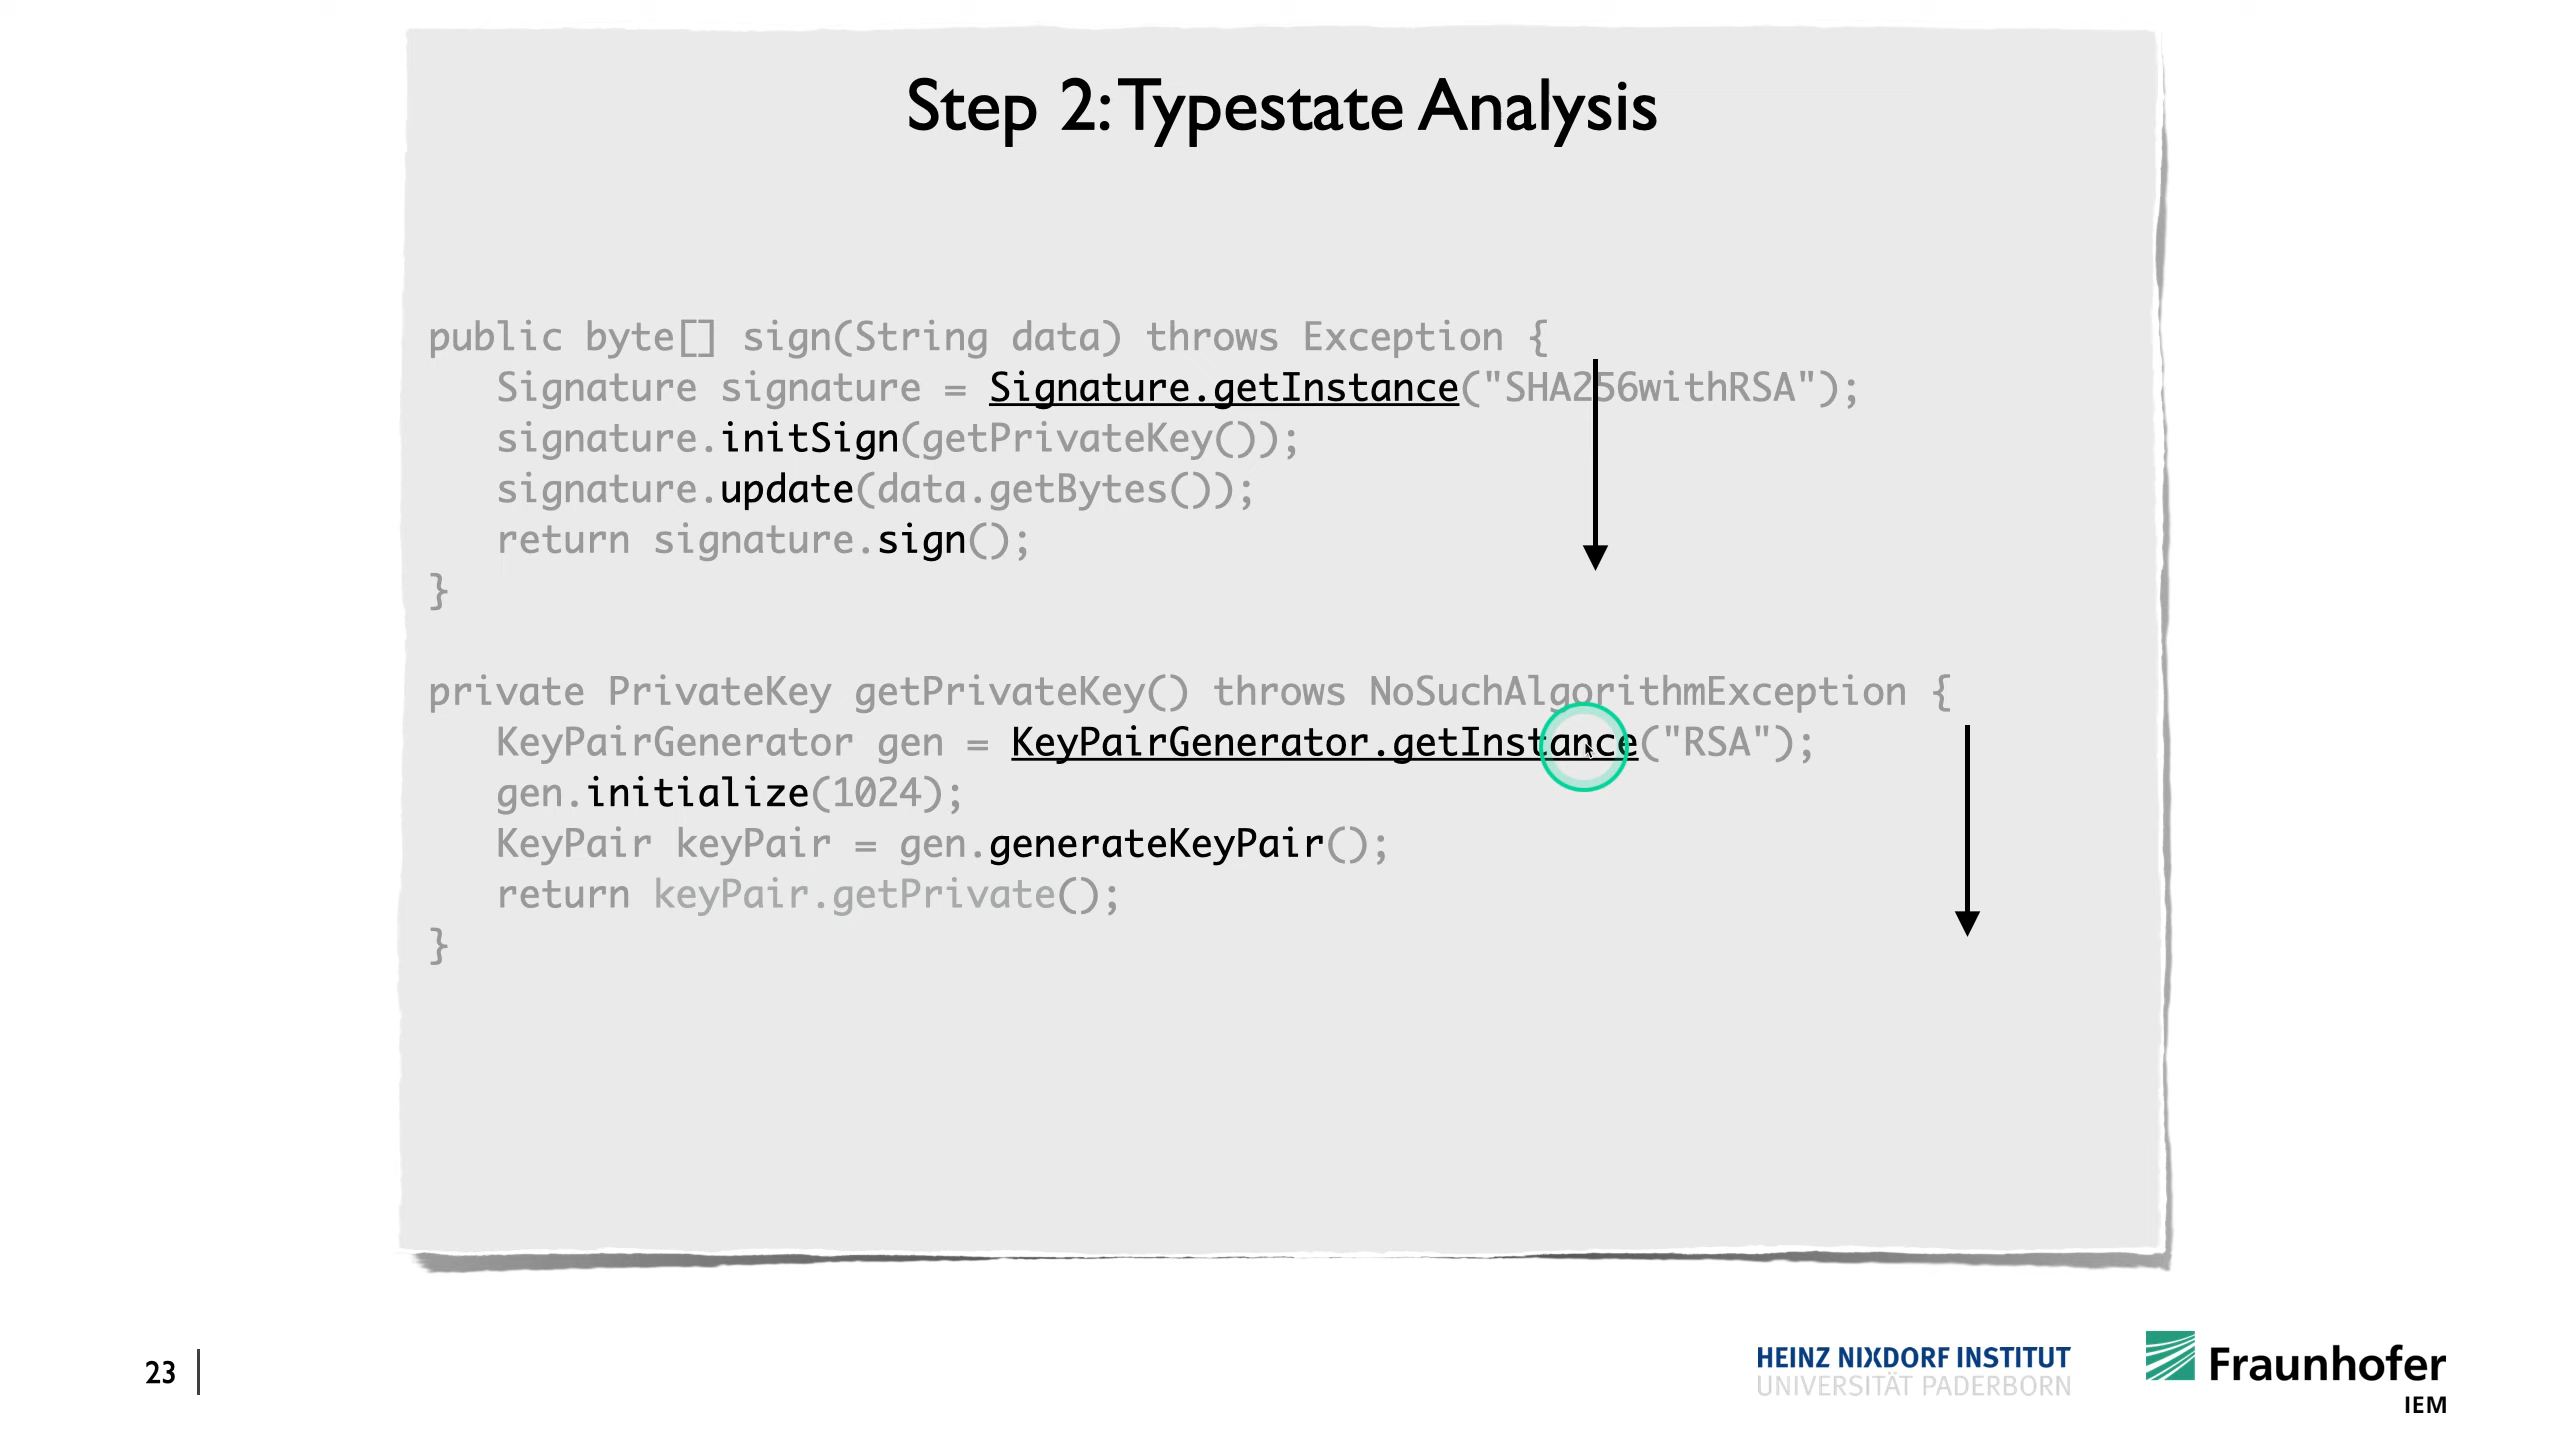 Step 2: Typestate Analysis
public byte[] sign(String data) throws Exception {
   Signature signature = Signature.getInstance("SHA256withRSA");
   signature.initSign(getPrivateKey());
   signature.update(data.getBytes());
   return signature.sign();
}
private PrivateKey getPrivateKey() throws NoSuchAlgorithmException {
   KeyPairGenerator gen = KeyPairGenerator.getInstance("RSA");
   gen.initialize(1024);
   KeyPair keyPair = gen.generateKeyPair();
   return keyPair.getPrivate();
}
23
HEINZ NIXDORF INSTITUT
UNIVERSITÄT PADERBORN
Fraunhofer
IEM